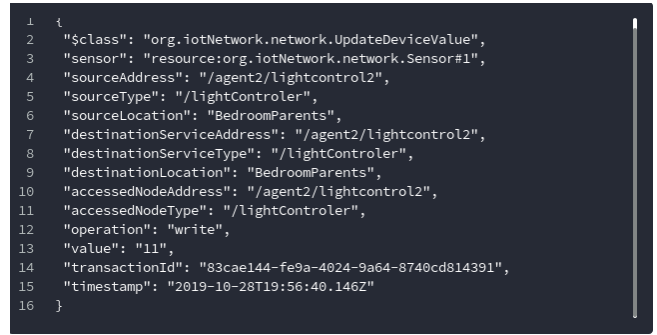 1 {
2 "$class": "org.iotNetwork.network.UpdateDeviceValue",
3 "sensor": "resource:org.iotNetwork.network.Sensor#1",
4 "sourceAddress": "/agent2/lightcontrol2",
5 "sourceType": "/lightControler",
6 "sourceLocation": "BedroomParents",
7 "destinationServiceAddress": "/agent2/lightcontrol2",
8 "destinationServiceType": "/lightControler",
9 "destinationLocation": "BedroomParents",
10 "accessedNodeAddress": "/agent2/lightcontrol2",
11 "accessedNodeType": "/lightControler",
12 "operation": "write",
13 "value": "11",
14 "transactionId": "83cae144-fe9a-4024-9a64-8740cd814391",
15 "timestamp": "2019-10-28T19:56:40.146Z"
16 }